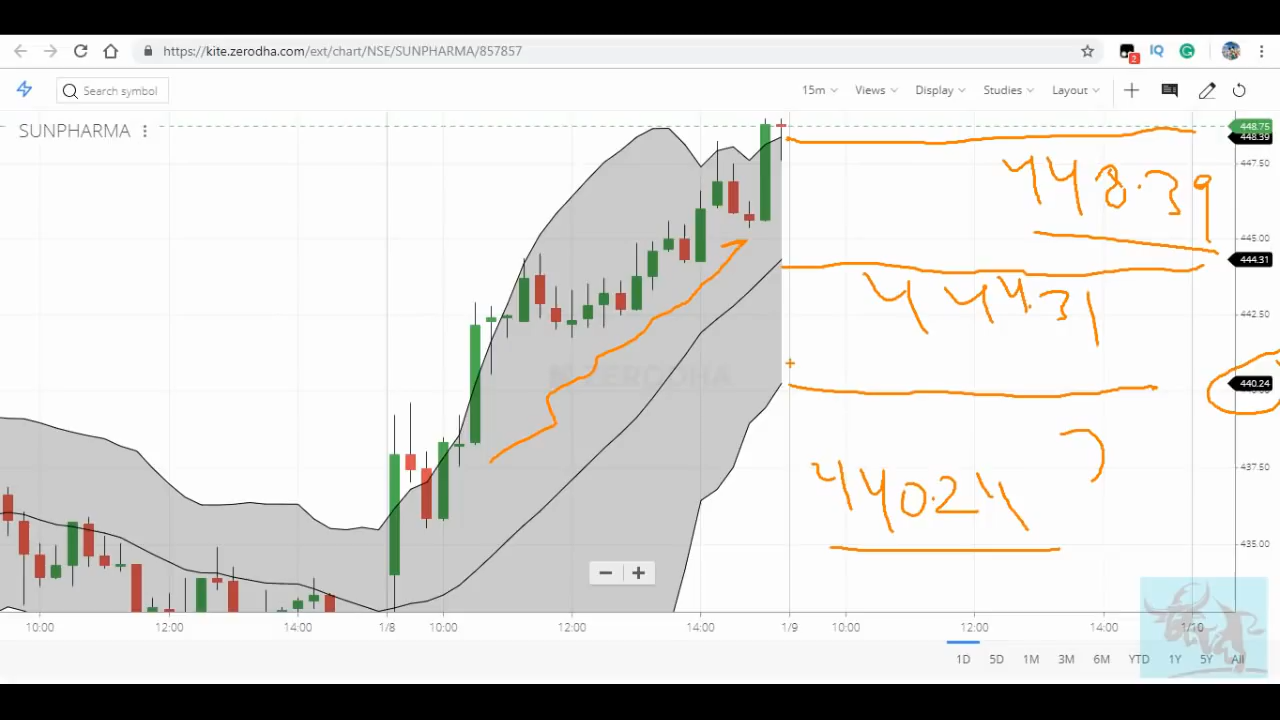 https://kite.zerodha.com/ext/chart/NSE/SUNPHARMA/857857
2
IQ
Search symbol
15m Views Display Studies Layout
SUNPHARMA
448.75
448.39
447.50
448.39
445.00
444.31
444.31
442.50
ZERODHA
440.24
437.50
440.24
435.00
10:00 12:00 14:00 1/8 10:00 12:00 14:00 1/9 10:00 12:00 14:00 1/10
1D 5D 1M 3M 6M YTD 1Y 5Y All